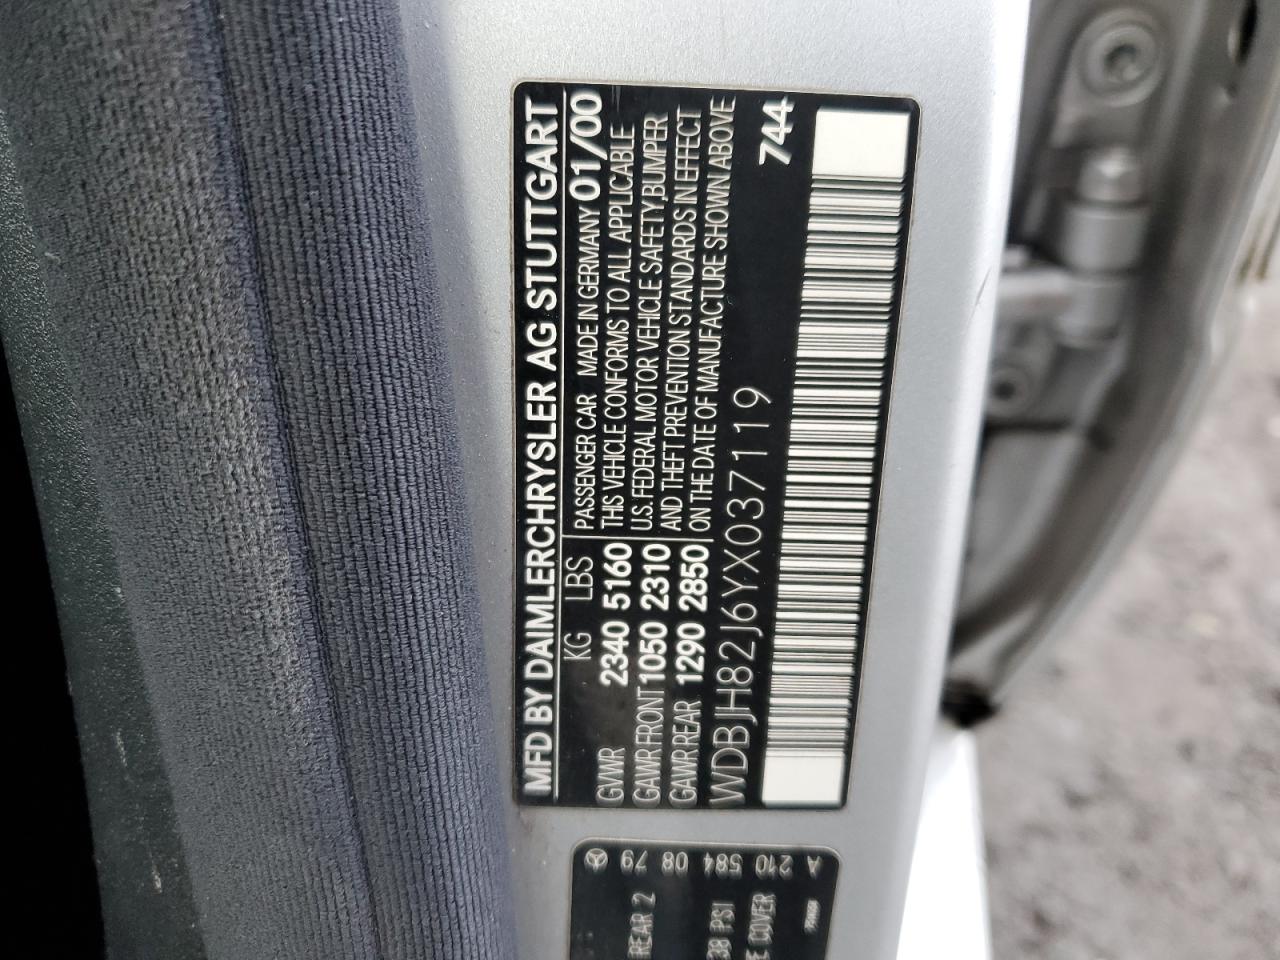 MFD BY DAIMLERCHRYSLER AG STUTTGART
KG LBS PASSENGER CAR MADE IN GERMANY 01/00
GVWR 2340 5160 THIS VEHICLE CONFORMS TO ALL APPLICABLE
GAWR FRONT 1050 2310 U.S. FEDERAL MOTOR VEHICLE SAFETY, BUMPER
GAWR REAR 1290 2850 AND THEFT PREVENTION STANDARDS IN EFFECT
ON THE DATE OF MANUFACTURE SHOWN ABOVE
WDBJH82J6YX037119
744
A 210 584 08 79
REAR 2
38 PSI
COVER